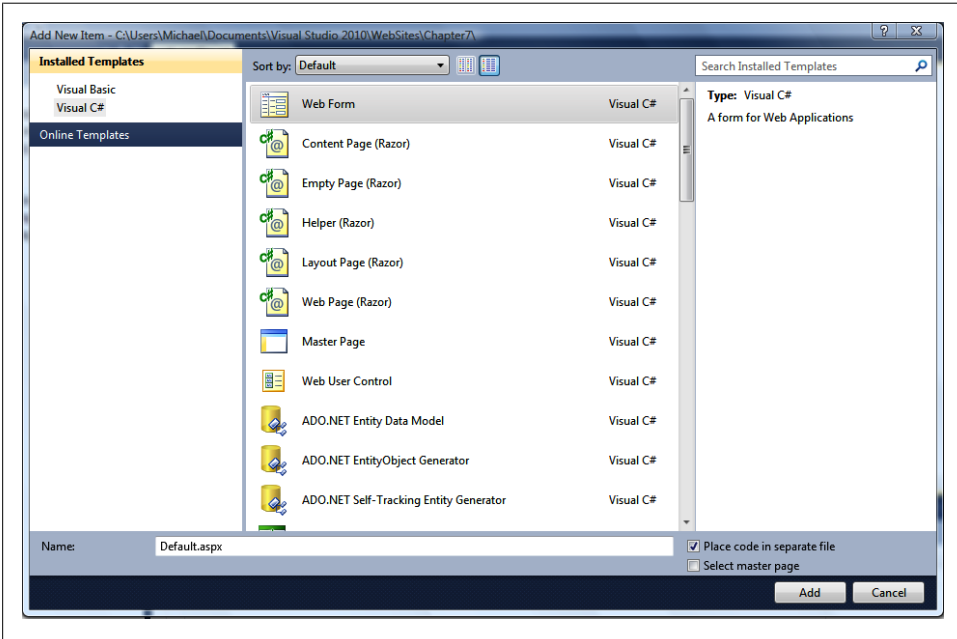 Add New Item - C:\Users\Michael\Documents\Visual Studio 2010\WebSites\Chapter7\
Installed Templates
Visual Basic
Visual C#
Online Templates
Sort by: Default
Search Installed Templates
Web Form Visual C#
Content Page (Razor) Visual C#
Empty Page (Razor) Visual C#
Helper (Razor) Visual C#
Layout Page (Razor) Visual C#
Web Page (Razor) Visual C#
Master Page Visual C#
Web User Control Visual C#
ADO.NET Entity Data Model Visual C#
ADO.NET EntityObject Generator Visual C#
ADO.NET Self-Tracking Entity Generator Visual C#
Type: Visual C#
A form for Web Applications
Name: Default.aspx
Place code in separate file
Select master page
Add Cancel